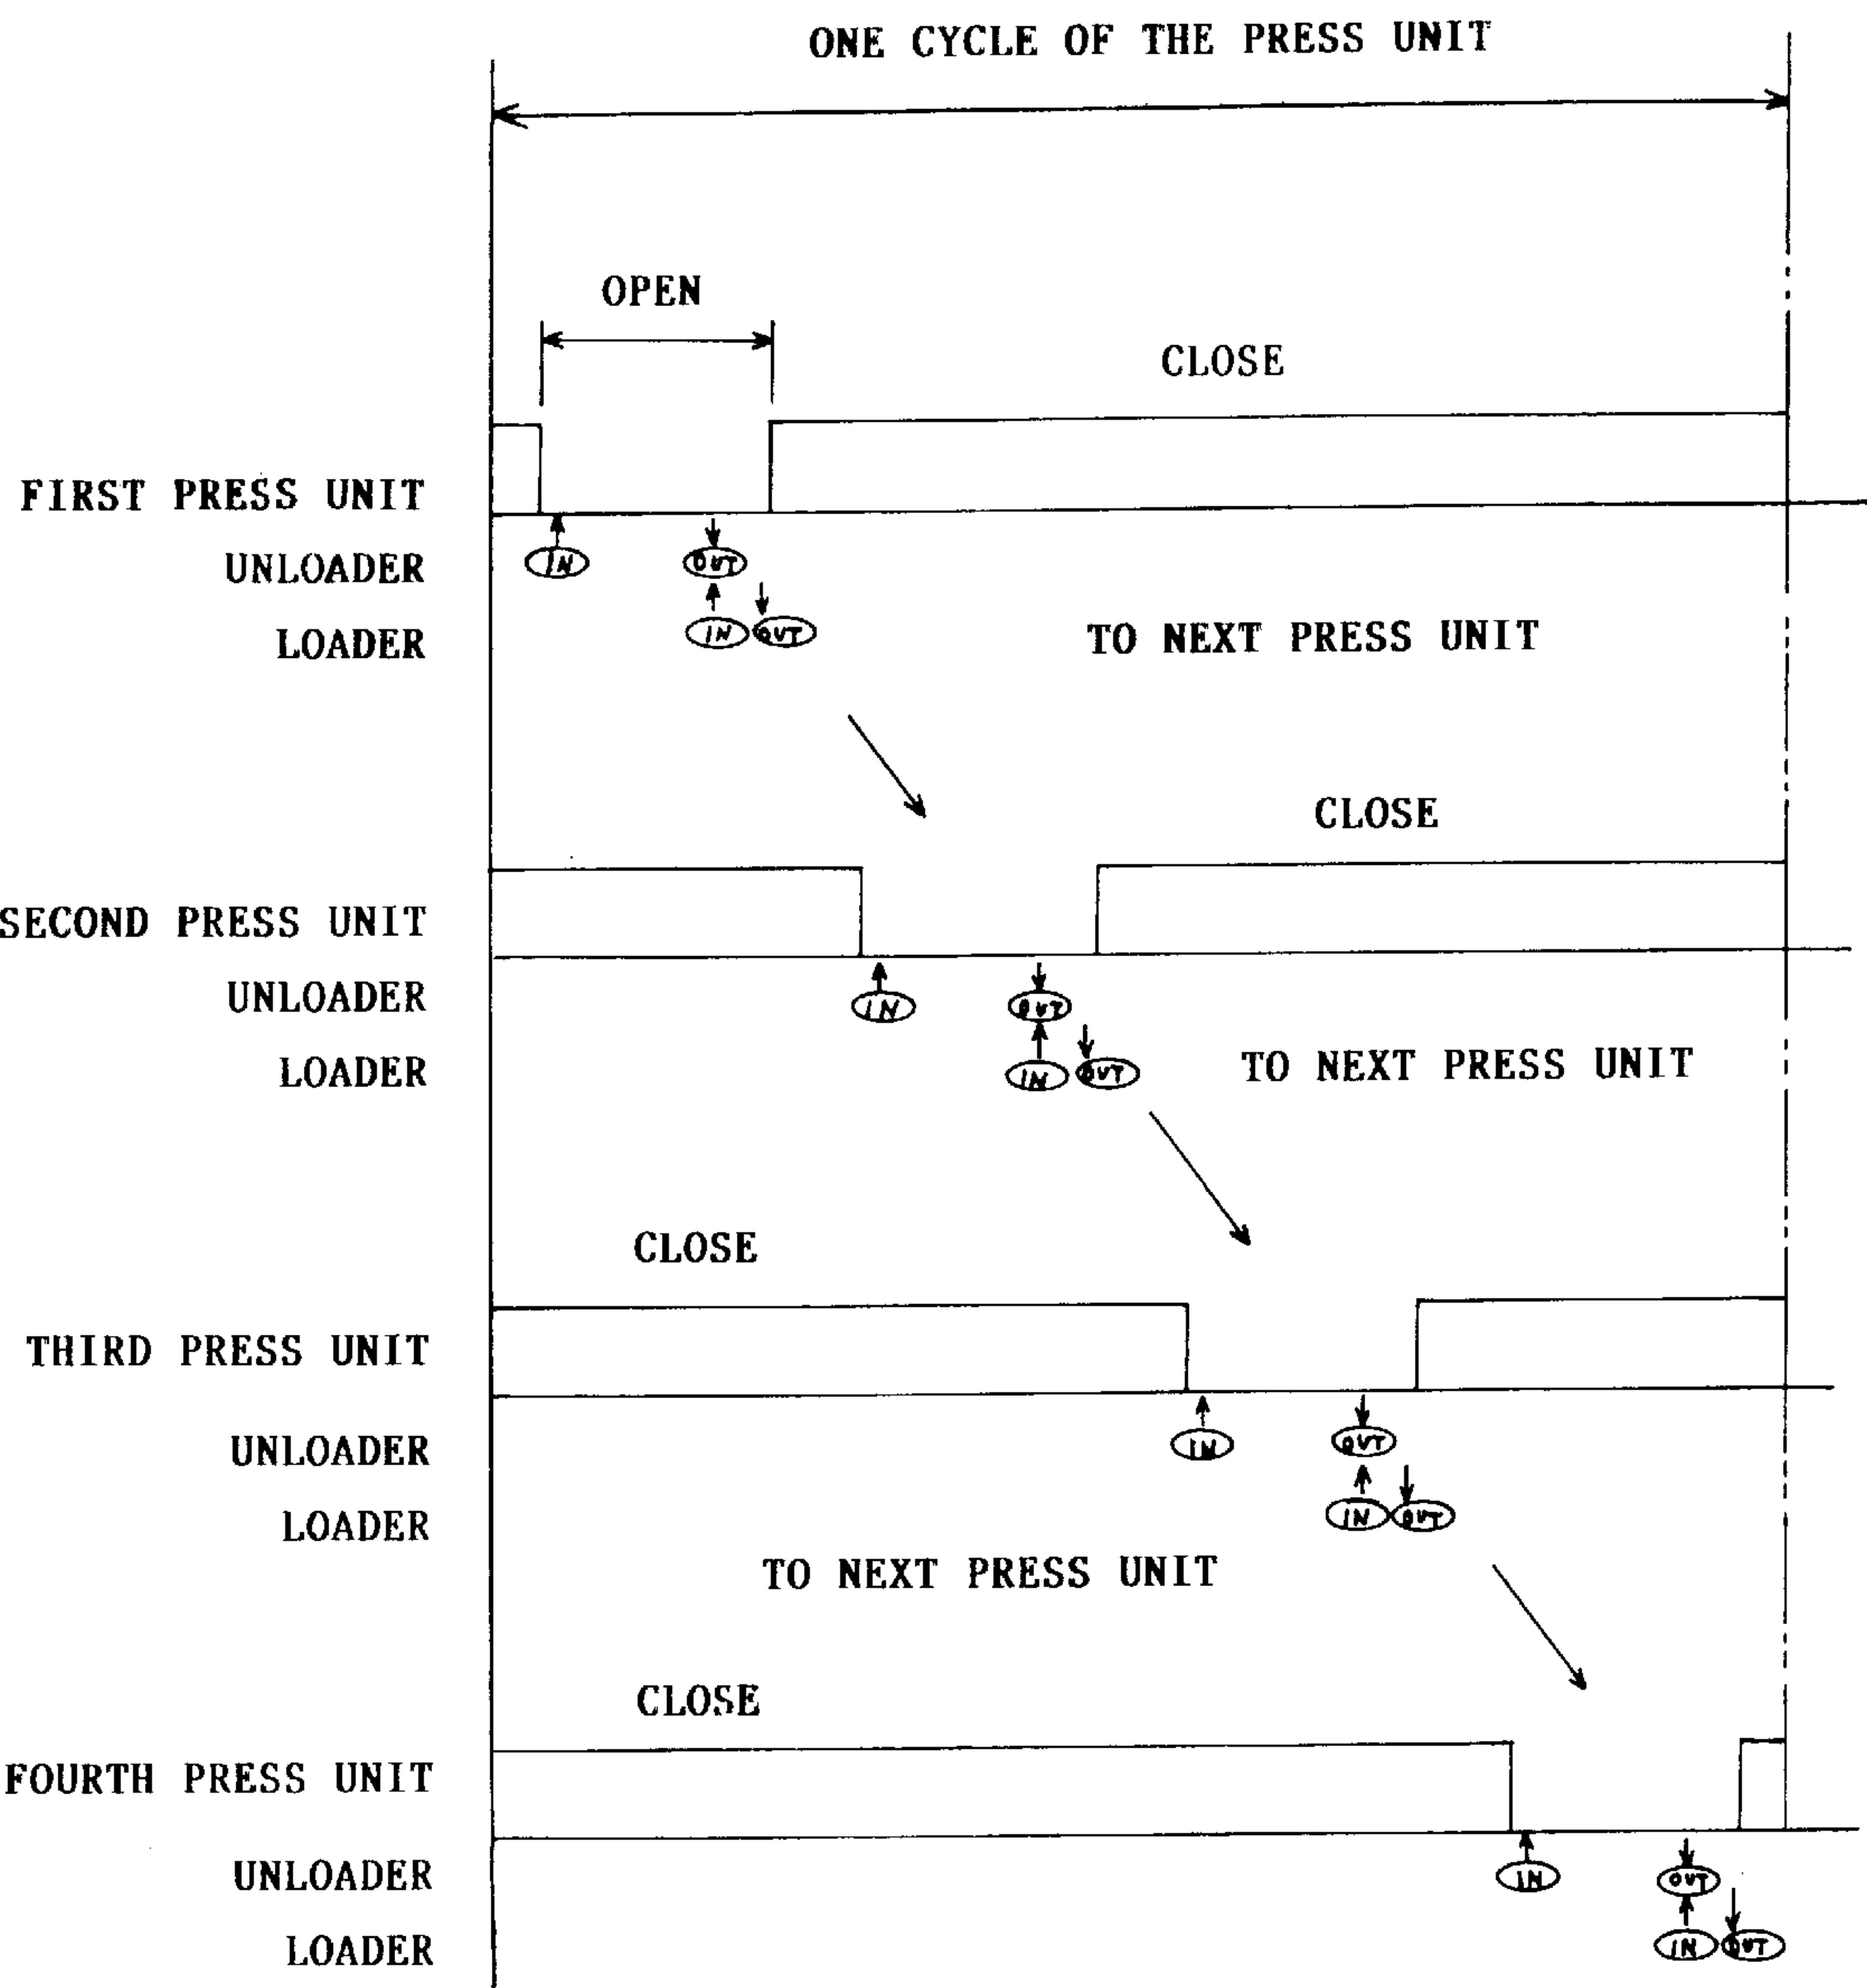 ONE CYCLE OF THE PRESS UNIT
OPEN
CLOSE
FIRST PRESS UNIT
UNLOADER IN OUT
LOADER IN OUT
TO NEXT PRESS UNIT
CLOSE
SECOND PRESS UNIT
UNLOADER IN OUT
LOADER IN OUT
TO NEXT PRESS UNIT
CLOSE
THIRD PRESS UNIT
UNLOADER IN OUT
LOADER IN OUT
TO NEXT PRESS UNIT
CLOSE
FOURTH PRESS UNIT
UNLOADER IN OUT
LOADER IN OUT